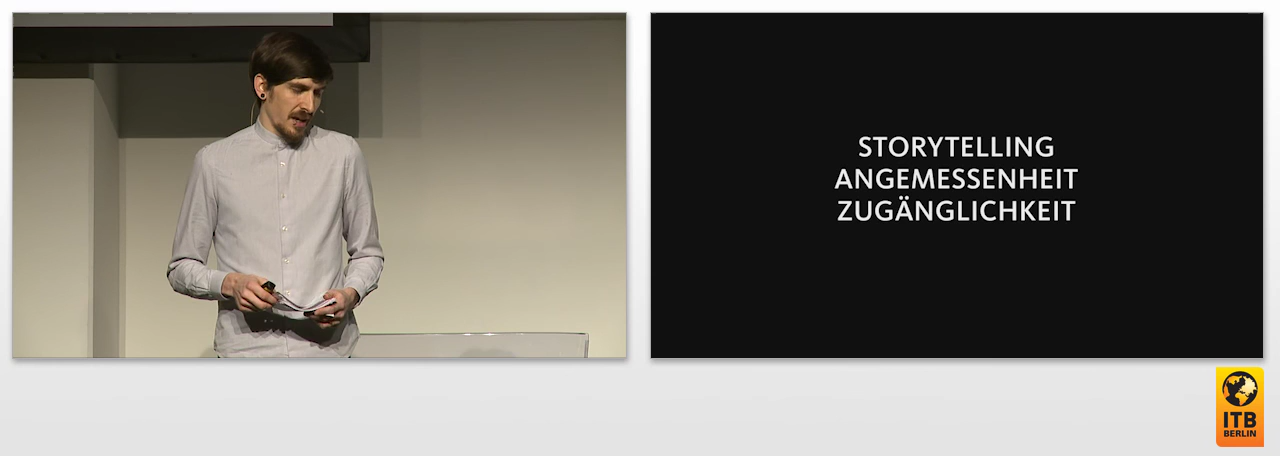 STORYTELLING
ANGEMESSENHEIT
ZUGÄNGLICHKEIT
ITB
BERLIN